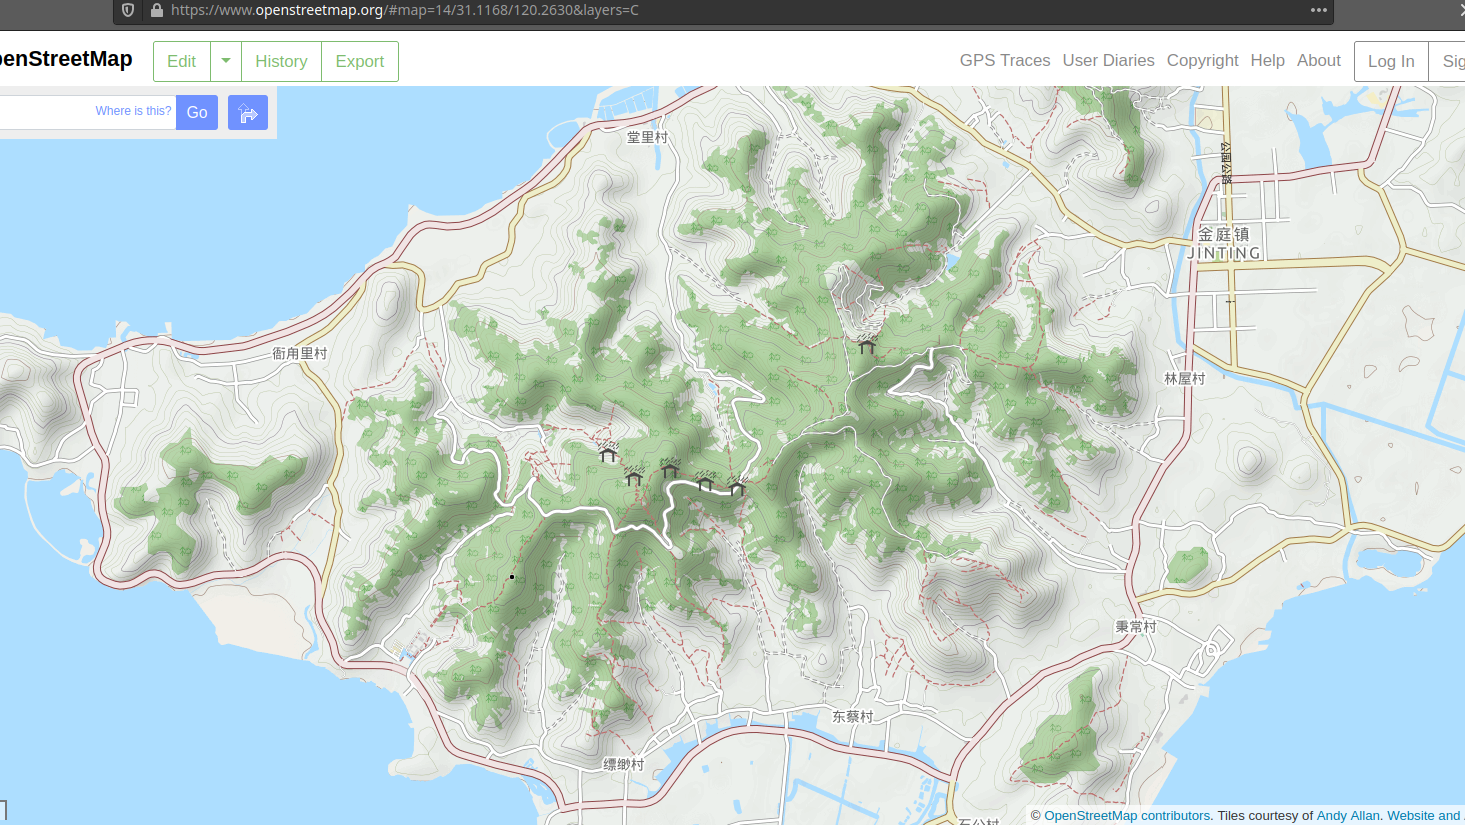 https://www.openstreetmap.org/#map=14/31.1168/120.2630&layers=C
penStreetMap
Edit
History
Export
GPS Traces
User Diaries
Copyright
Help
About
Log In
Sig
Where is this?
Go
堂里村
金庭镇
JINTING
衙甪里村
林屋村
秉常村
东蔡村
缥缈村
石公村
© OpenStreetMap contributors. Tiles courtesy of Andy Allan. Website and